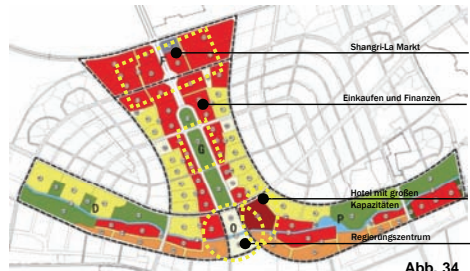 Shangri-La Markt
Einkaufen und Finanzen
G
Hotel mit großen
Kapazitäten
D
P
O
Regierungszentrum
Abb. 34